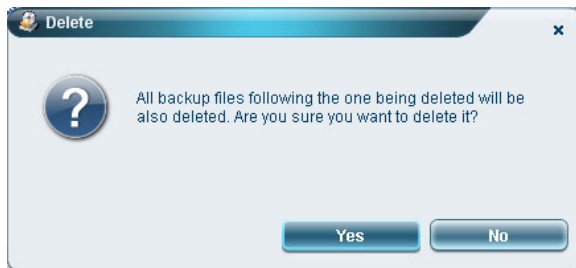 Delete
All backup files following the one being deleted will be
also deleted. Are you sure you want to delete it?
Yes
No